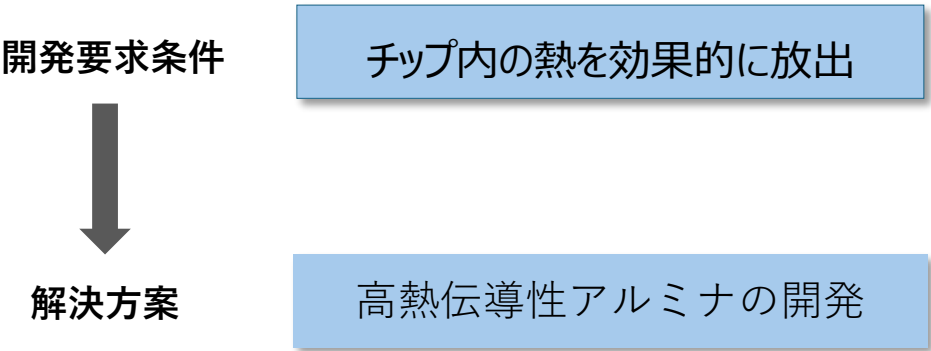 開発要求条件
チップ内の熱を効果的に放出
解決方案
高熱伝導性アルミナの開発